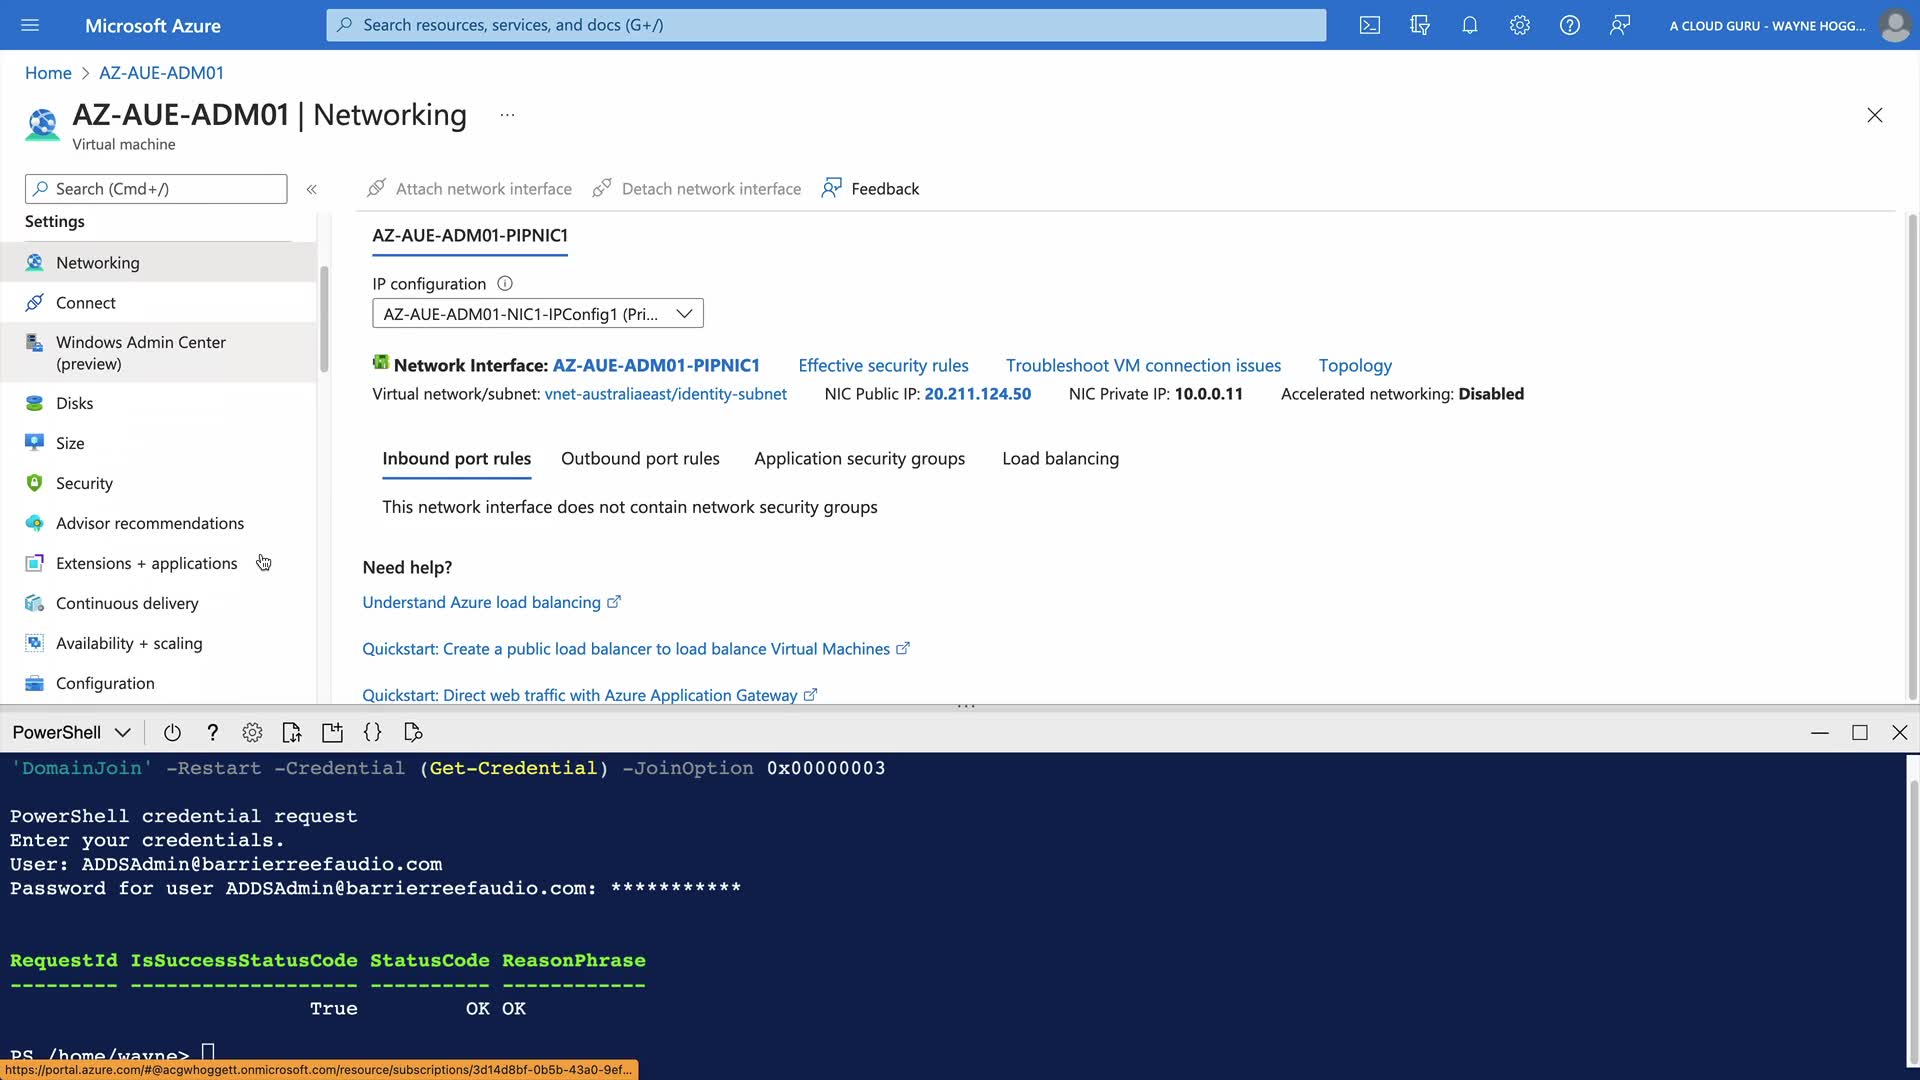 Microsoft Azure
Search resources, services, and docs (G+/)
A CLOUD GURU - WAYNE HOGG...
Home > AZ-AUE-ADM01
AZ-AUE-ADM01 | Networking ...
Virtual machine
Search (Cmd+/)
«
Attach network interface
Detach network interface
Feedback
Settings
Networking
Connect
Windows Admin Center
(preview)
Disks
Size
Security
Advisor recommendations
Extensions + applications
Continuous delivery
Availability + scaling
Configuration
AZ-AUE-ADM01-PIPNIC1
IP configuration
AZ-AUE-ADM01-NIC1-IPConfig1 (Pri...
Network Interface: AZ-AUE-ADM01-PIPNIC1 Effective security rules Troubleshoot VM connection issues Topology
Virtual network/subnet: vnet-australiaeast/identity-subnet NIC Public IP: 20.211.124.50 NIC Private IP: 10.0.0.11 Accelerated networking: Disabled
Inbound port rules Outbound port rules Application security groups Load balancing
This network interface does not contain network security groups
Need help?
Understand Azure load balancing
Quickstart: Create a public load balancer to load balance Virtual Machines
Quickstart: Direct web traffic with Azure Application Gateway
PowerShell
? {}
'DomainJoin' -Restart -Credential (Get-Credential) -JoinOption 0x00000003
PowerShell credential request
Enter your credentials.
User: ADDSAdmin@barrierreefaudio.com
Password for user ADDSAdmin@barrierreefaudio.com: ***********
RequestId IsSuccessStatusCode StatusCode ReasonPhrase
--------- ------------------- ---------- ------------
True OK OK
PS /home/wayne>
https://portal.azure.com/#@acgwhoggett.onmicrosoft.com/resource/subscriptions/3d14d8bf-0b5b-43a0-9ef...